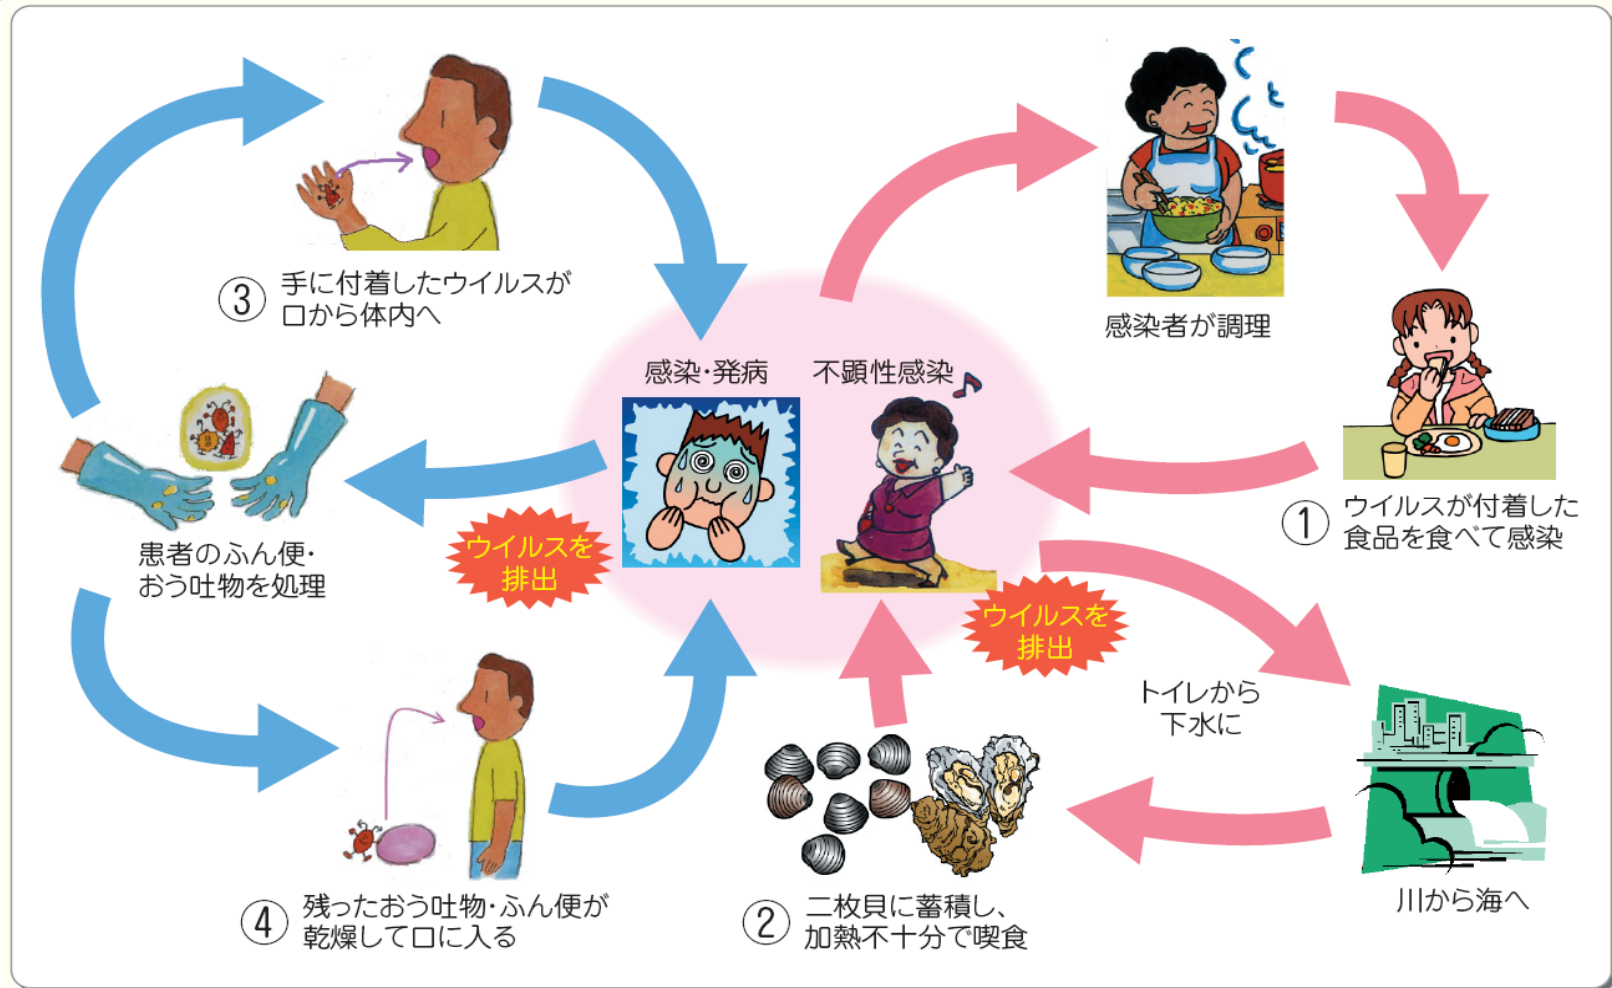 ③ 手に付着したウイルスが
口から体内へ
感染者が調理
感染・発病
不顕性感染
① ウイルスが付着した
食品を食べて感染
患者のふん便・
おう吐物を処理
ウイルスを
排出
ウイルスを
排出
トイレから
下水に
川から海へ
④ 残ったおう吐物・ふん便が
乾燥して口に入る
② 二枚貝に蓄積し、
加熱不十分で喫食